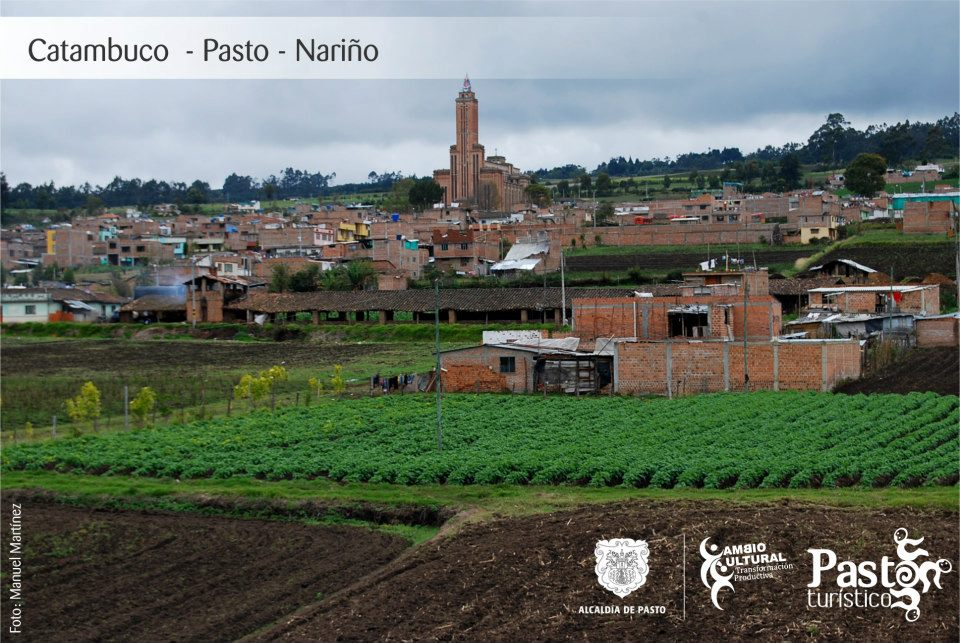 Catambuco - Pasto - Nariño
Foto: Manuel Martínez
ALCALDÍA DE PASTO
CAMBIO
CULTURAL
Transformación
Productiva
Pasto
turístico